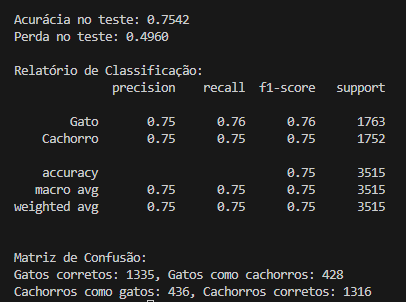 Acurácia no teste: 0.7542
Perda no teste: 0.4960
Relatório de Classificação:
precision recall f1-score support
Gato 0.75 0.76 0.76 1763
Cachorro 0.75 0.75 0.75 1752
accuracy 0.75 3515
macro avg 0.75 0.75 0.75 3515
weighted avg 0.75 0.75 0.75 3515
Matriz de Confusão:
Gatos corretos: 1335, Gatos como cachorros: 428
Cachorros como gatos: 436, Cachorros corretos: 1316